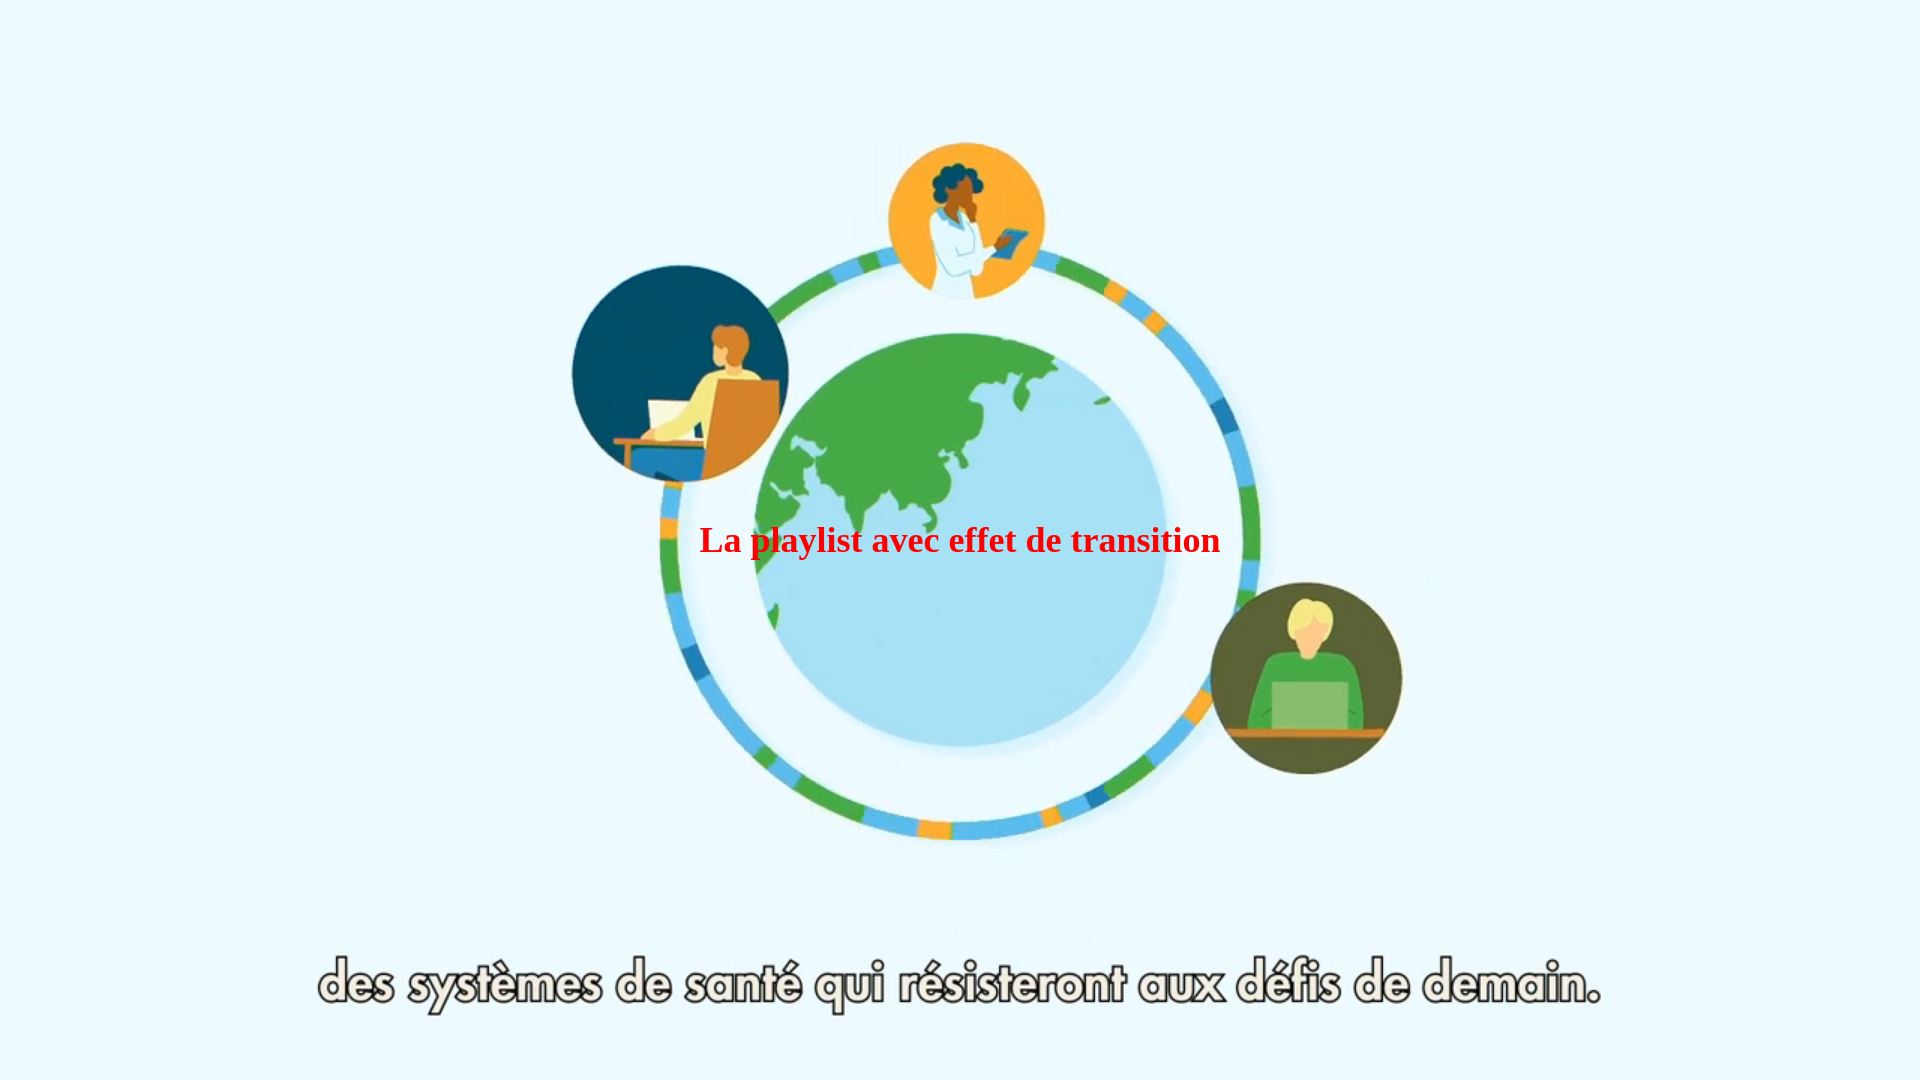 La playlist avec effet de transition
des systèmes de santé qui résisteront aux défis de demain.